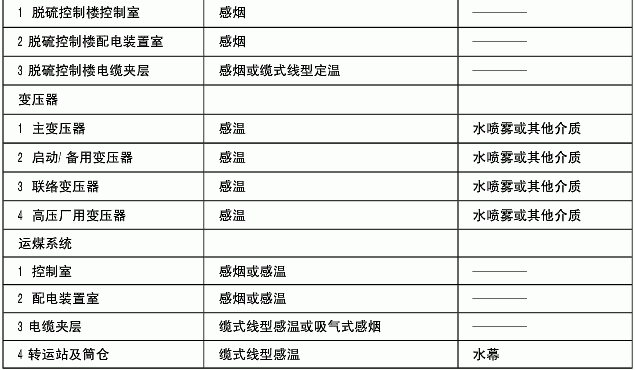 1 脱硫控制楼控制室 感烟 ———
2 脱硫控制楼配电装置室 感烟 ———
3 脱硫控制楼电缆夹层 感烟或缆式线型定温 ———
变压器
1 主变压器 感温 水喷雾或其他介质
2 启动/备用变压器 感温 水喷雾或其他介质
3 联络变压器 感温 水喷雾或其他介质
4 高压厂用变压器 感温 水喷雾或其他介质
运煤系统
1 控制室 感烟或感温 ———
2 配电装置室 感烟或感温 ———
3 电缆夹层 缆式线型感温或吸气式感烟 ———
4 转运站及筒仓 缆式线型感温 水幕